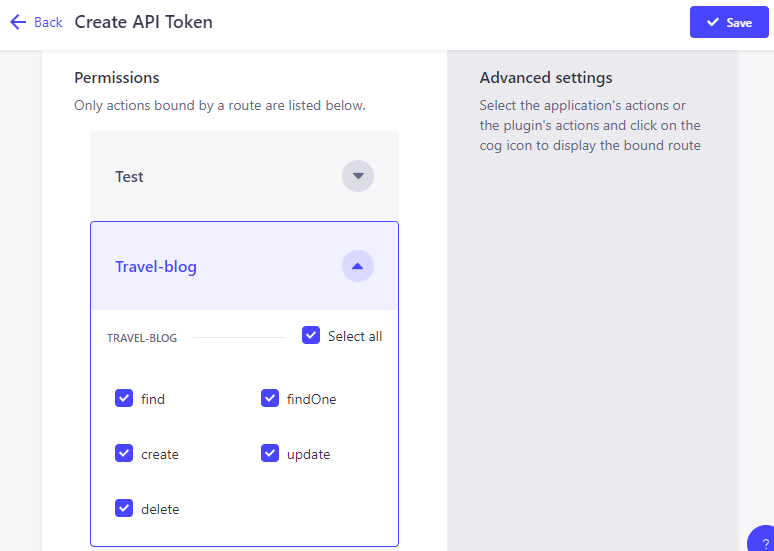 Back Create API Token Save
Permissions
Only actions bound by a route are listed below.
Test
Travel-blog
TRAVEL-BLOG Select all
find findOne
create update
delete
Advanced settings
Select the application's actions or
the plugin's actions and click on the
cog icon to display the bound route
?